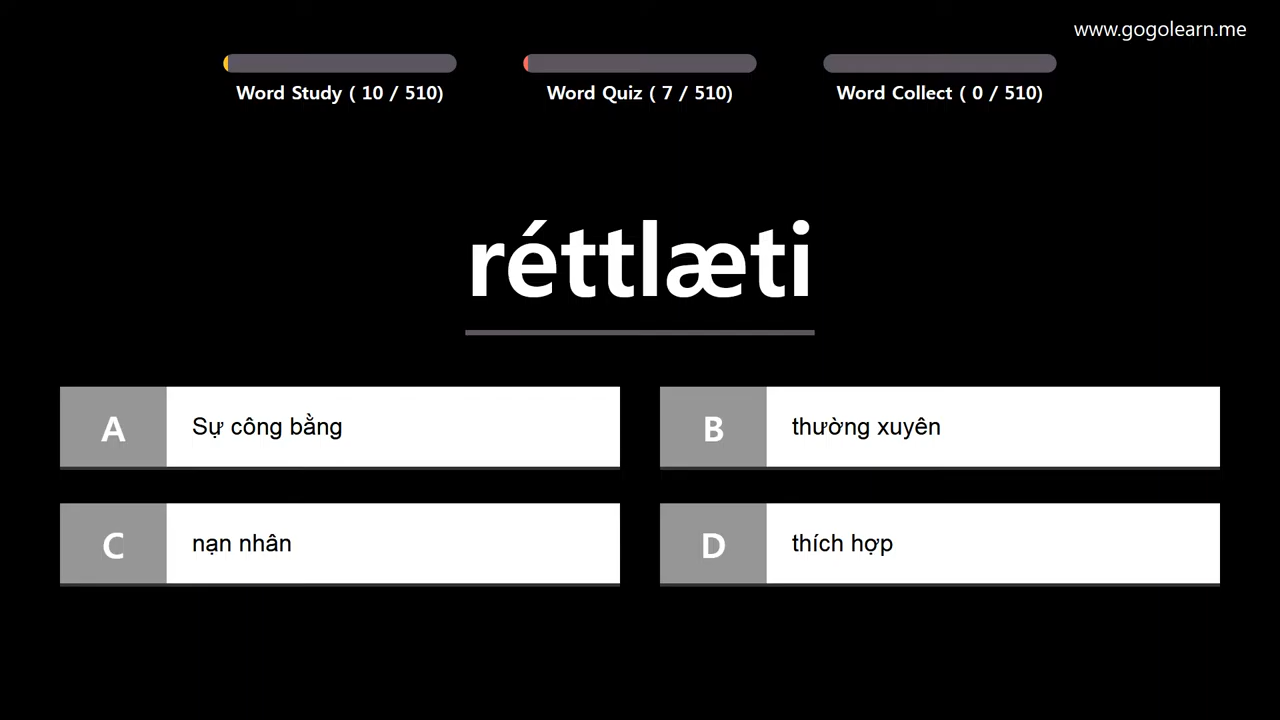 www.gogolearn.me
Word Study ( 10 / 510)
Word Quiz ( 7 / 510)
Word Collect ( 0 / 510)
réttlæti
A
Sự công bằng
B
thường xuyên
C
nạn nhân
D
thích hợp